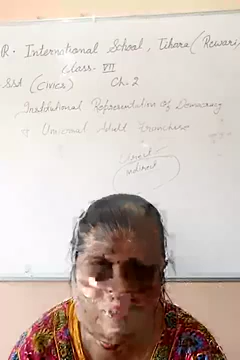 R. International School, Tihara (Rewari)
Class - VII
SSt (CIVICS) Ch. 2
Institutional Representation of Democracy
Universal Adult Franchise
Direct
Indirect